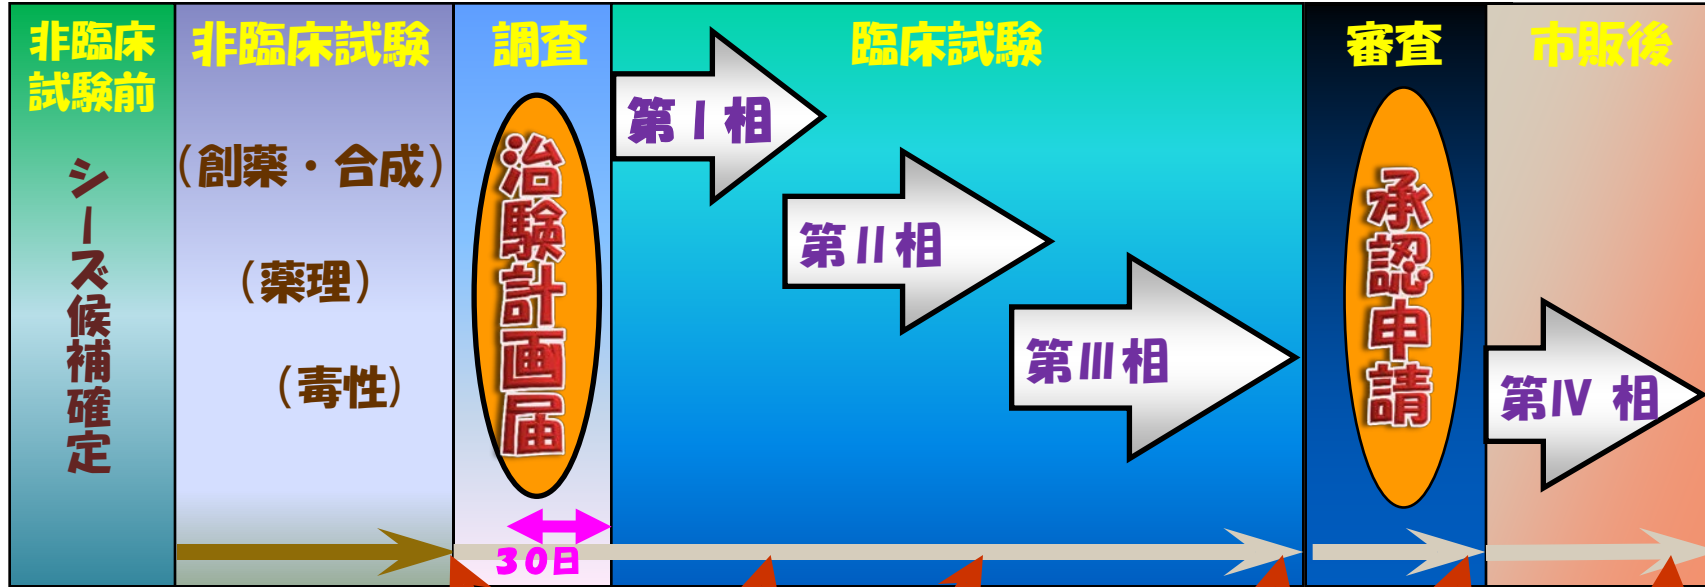 非臨床
試験前
シーズ候補確定
非臨床試験
(創薬・合成)
(薬理)
(毒性)
調査
治験計画届
30日
臨床試験
第Ⅰ相
第Ⅱ相
第Ⅲ相
審査
承認申請
市販後
第Ⅳ 相